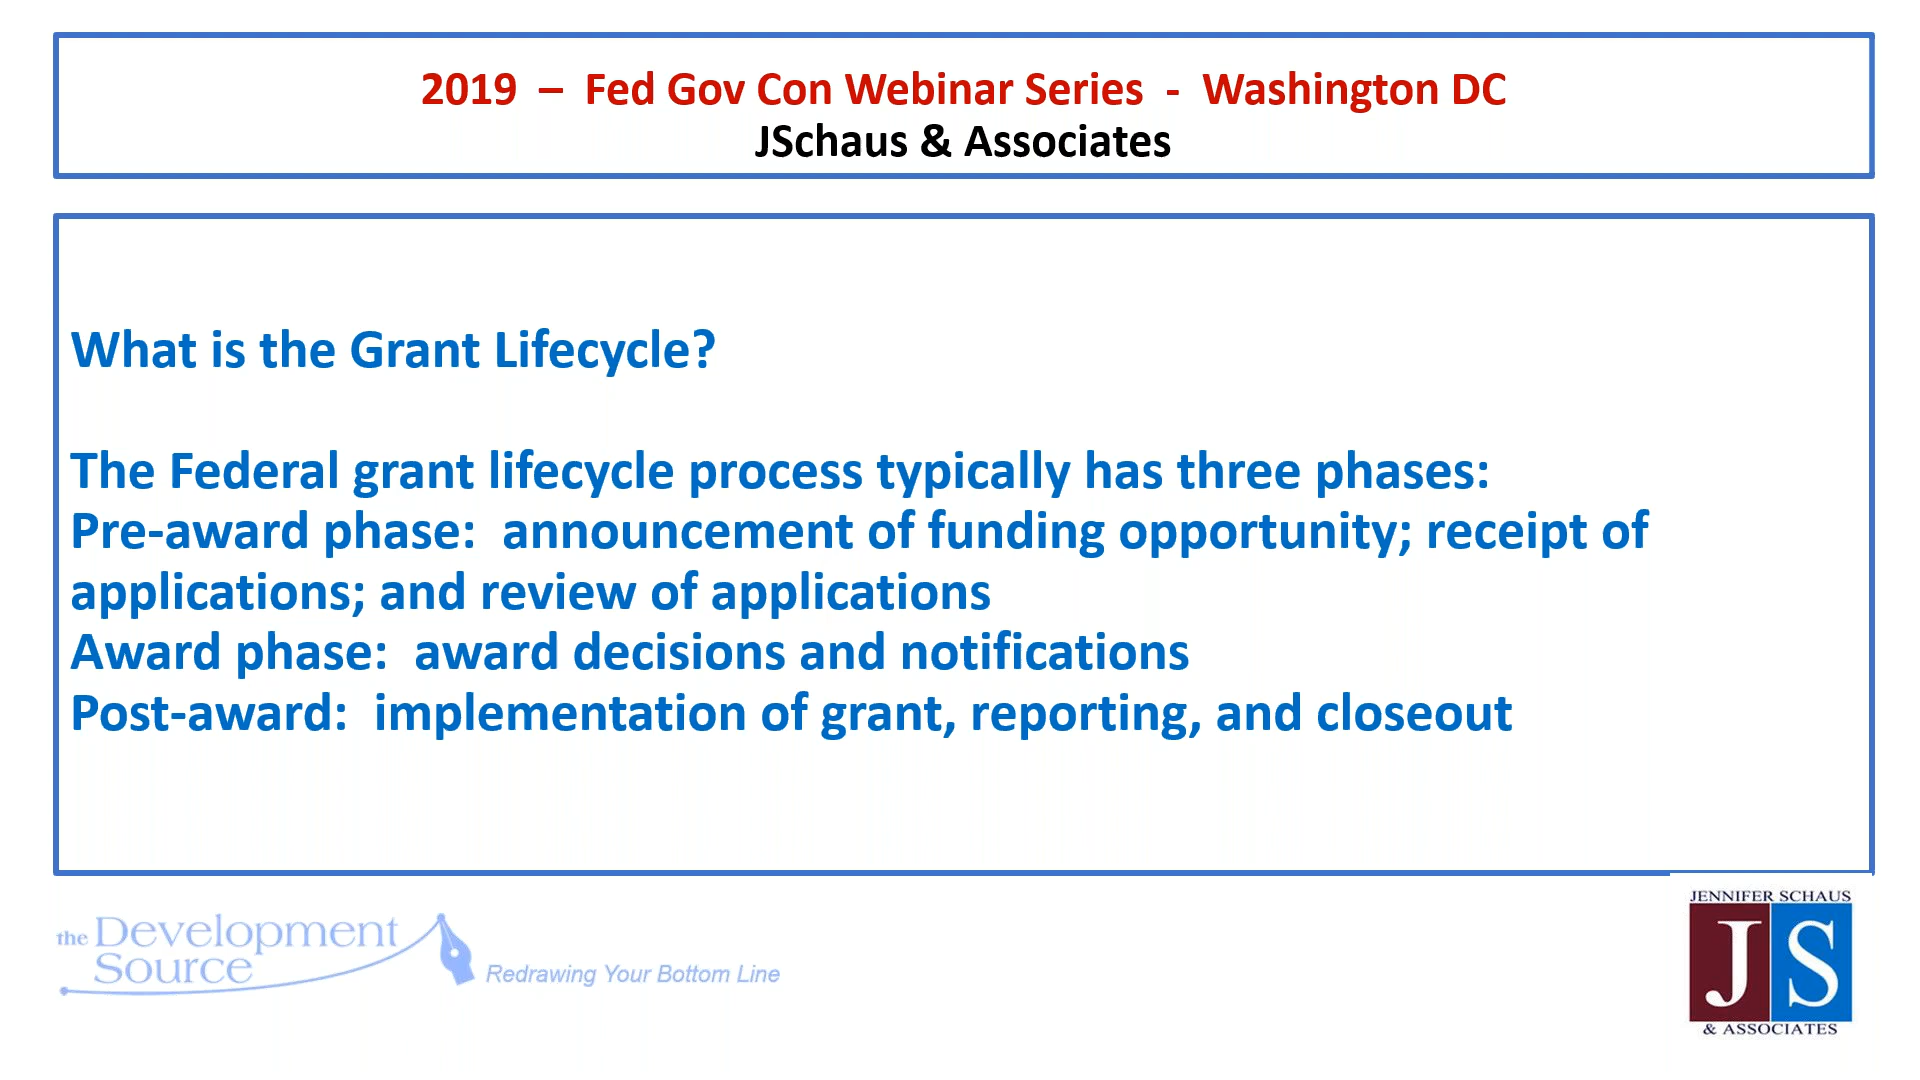 2019 – Fed Gov Con Webinar Series - Washington DC
JSchaus & Associates
What is the Grant Lifecycle?
The Federal grant lifecycle process typically has three phases:
Pre-award phase: announcement of funding opportunity; receipt of
applications; and review of applications
Award phase: award decisions and notifications
Post-award: implementation of grant, reporting, and closeout
the Development
Source
Redrawing Your Bottom Line
JENNIFER SCHAUS
JS
& ASSOCIATES